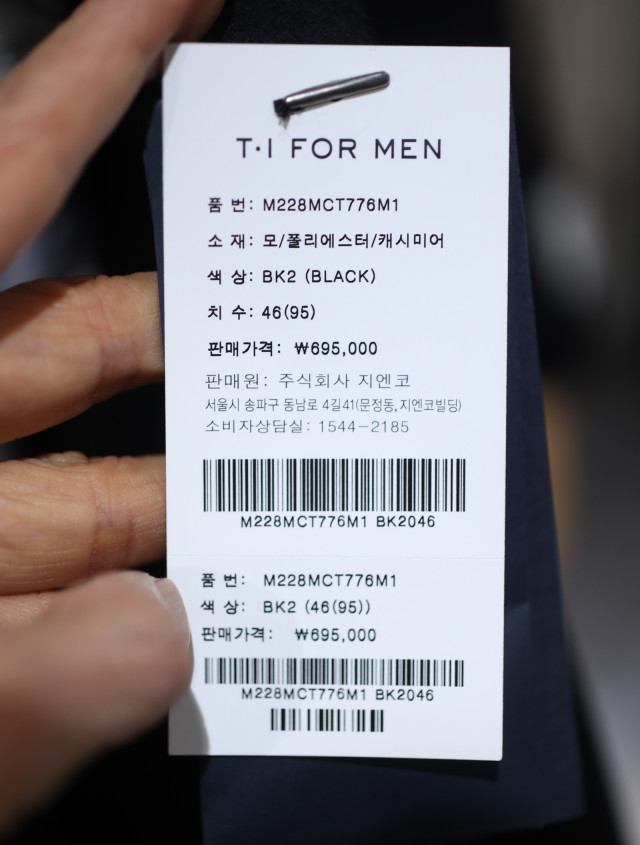 T·I FOR MEN
품 번: M228MCT776M1
소 재: 모/폴리에스터/캐시미어
색 상: BK2 (BLACK)
치 수: 46(95)
판매가격: ₩695,000
판매원: 주식회사 지엔코
서울시 송파구 동남로 4길41(문정동,지엔코빌딩)
소비자상담실: 1544-2185
M228MCT776M1 BK2046
품 번: M228MCT776M1
색 상: BK2 (46(95))
판매가격: ₩695,000
M228MCT776M1 BK2046